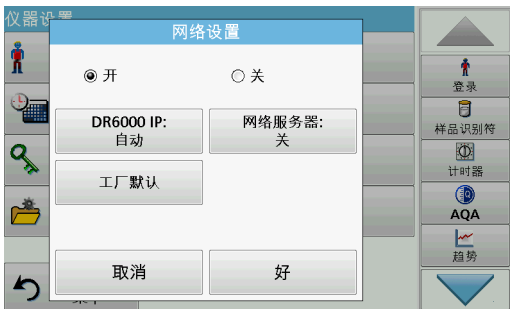 仪器设
网络设置
开
关
DR6000 IP:
自动
网络服务器:
关
工厂默认
取消
好
登录
样品识别符
计时器
AQA
趋势